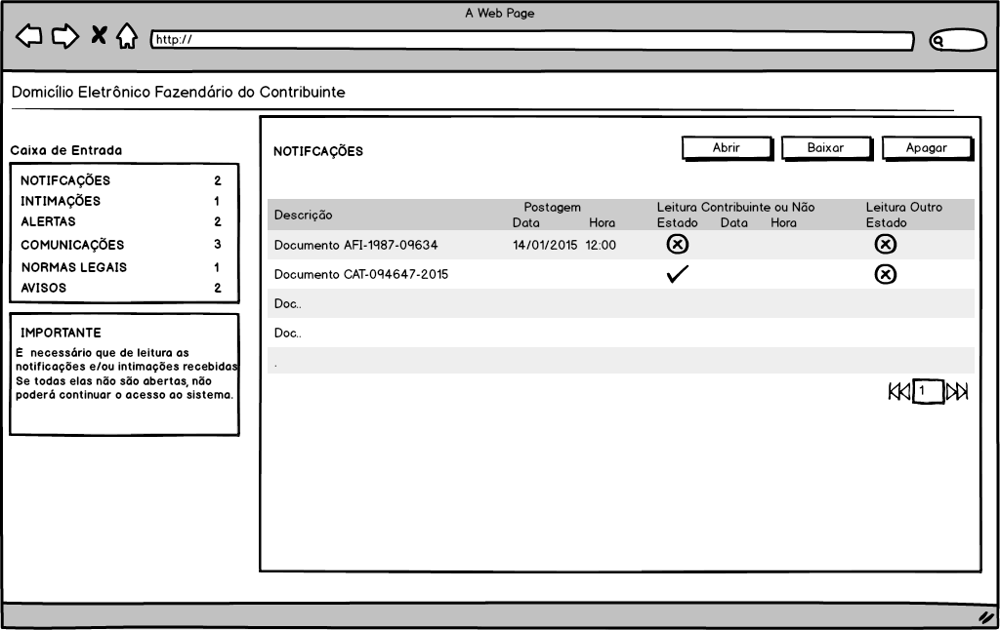 A Web Page
http://
Domicílio Eletrônico Fazendário do Contribuinte
Caixa de Entrada
NOTIFCAÇÕES 2
INTIMAÇÕES 1
ALERTAS 2
COMUNICAÇÕES 3
NORMAS LEGAIS 1
AVISOS 2
IMPORTANTE
É necessário que de leitura as
notificações e/ou intimações recebidas
Se todas elas não são abertas, não
poderá continuar o acesso ao sistema.
NOTIFCAÇÕES
Abrir Baixar Apagar
Postagem Leitura Contribuinte ou Não Leitura Outro
Descrição Data Hora Estado Data Hora Estado
Documento AFI-1987-09634 14/01/2015 12:00
Documento CAT-094647-2015
Doc..
Doc..
.
1